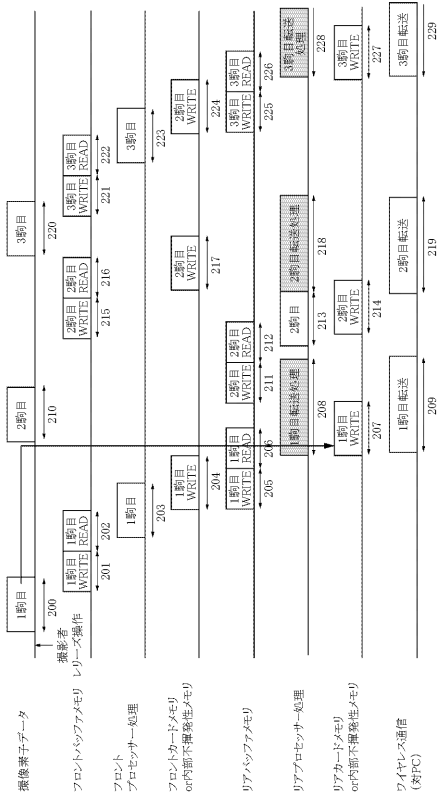 撮像素子データ
撮影者
レリーズ操作
1駒目
200
2駒目
210
3駒目
220
フロントバッファメモリ
1駒目
WRITE
201
1駒目
READ
202
2駒目
WRITE
215
2駒目
READ
216
3駒目
WRITE
221
3駒目
READ
222
フロント
プロセッサー処理
1駒目
203
3駒目
223
フロントカードメモリ
or内部不揮発性メモリ
1駒目
WRITE
204
2駒目
WRITE
217
2駒目
WRITE
224
リアバッファメモリ
1駒目
WRITE
205
1駒目
READ
206
2駒目
WRITE
211
2駒目
READ
212
3駒目
WRITE
225
3駒目
READ
226
リアプロセッサー処理
1駒目転送処理
208
2駒目
213
2駒目転送処理
218
3駒目転送
処理
228
リアカードメモリ
or内部不揮発性メモリ
1駒目
WRITE
207
2駒目
WRITE
214
3駒目
WRITE
227
ワイヤレス通信
(対PC)
1駒目転送
209
2駒目転送
219
3駒目転送
229